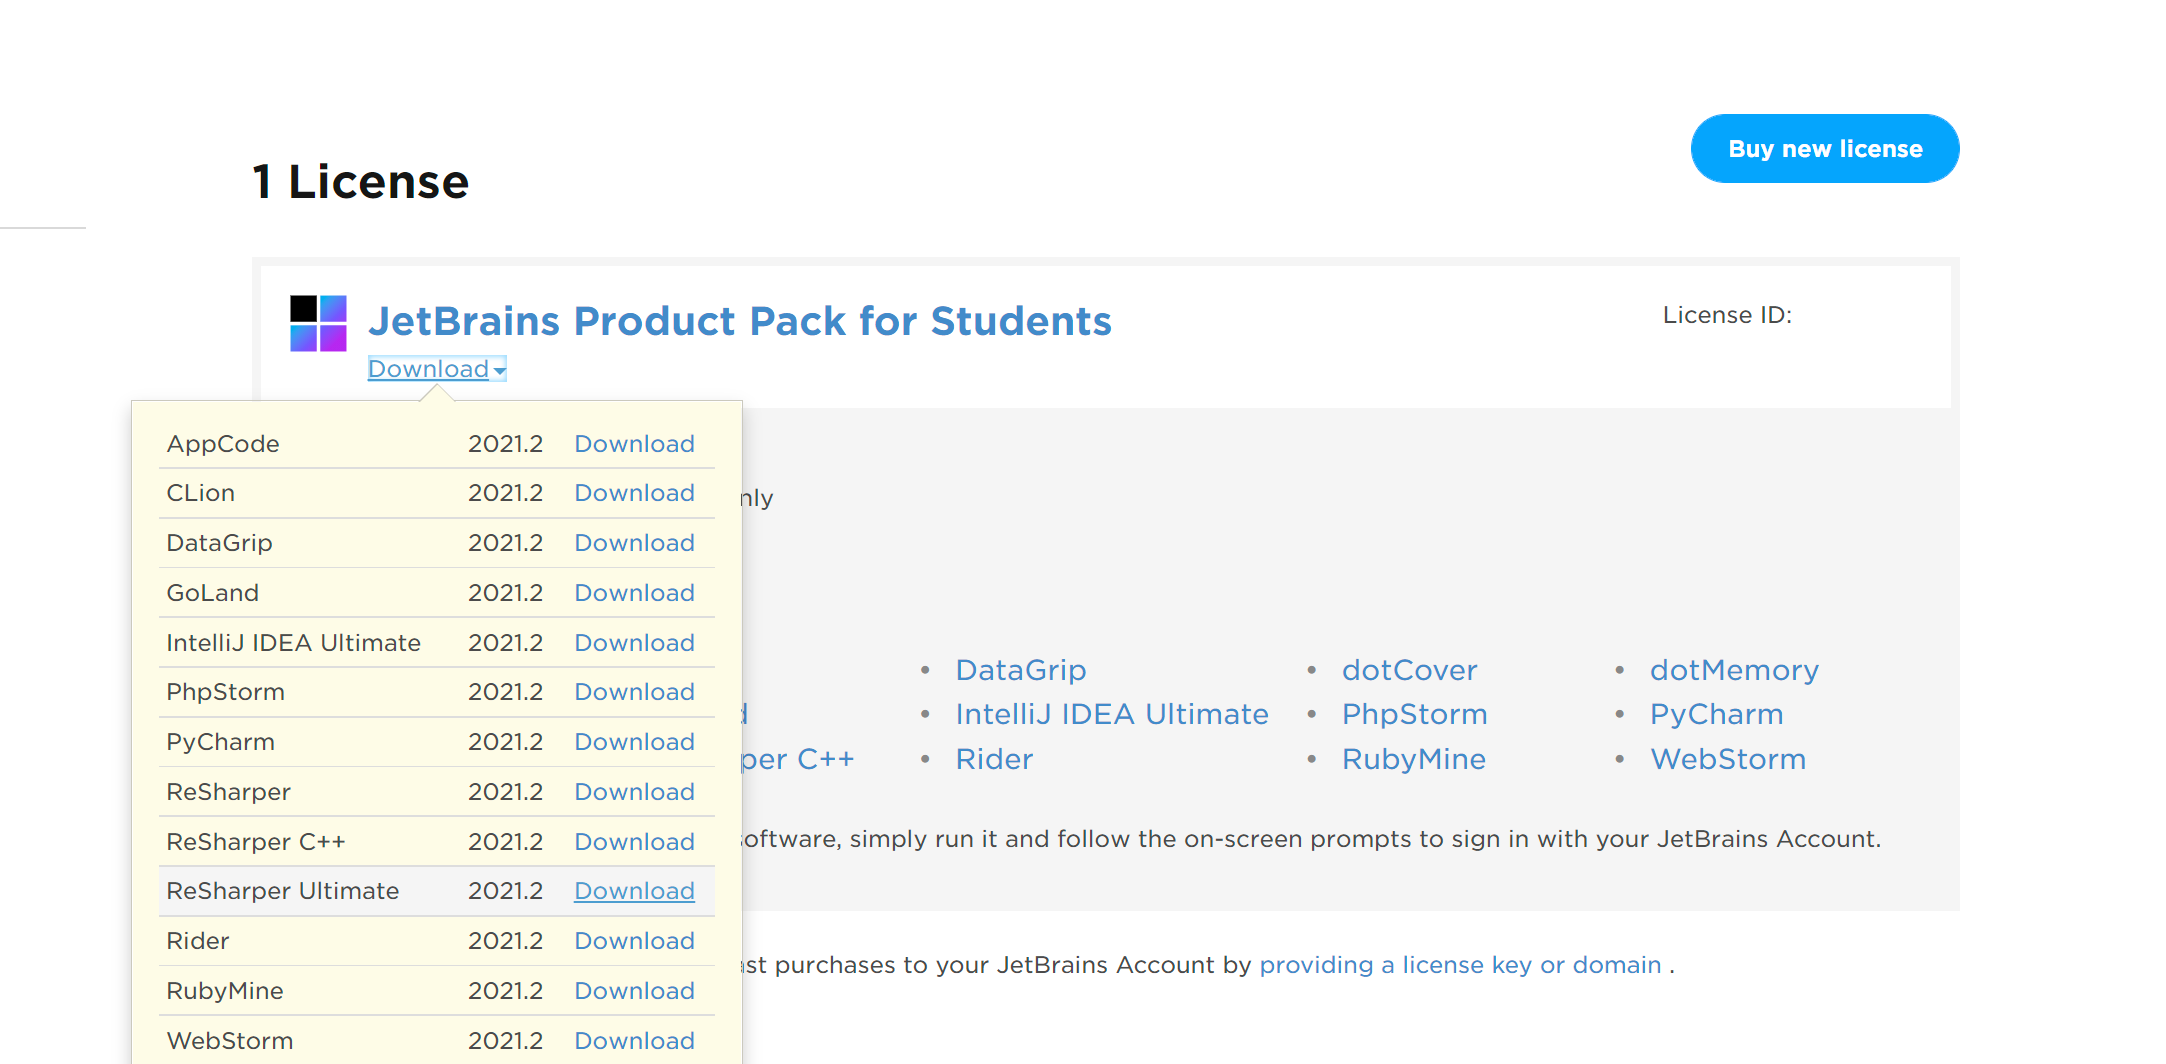 Buy new license
1 License
JetBrains Product Pack for Students
License ID:
Download
AppCode 2021.2 Download
CLion 2021.2 Download
DataGrip 2021.2 Download
GoLand 2021.2 Download
IntelliJ IDEA Ultimate 2021.2 Download
PhpStorm 2021.2 Download
PyCharm 2021.2 Download
ReSharper 2021.2 Download
ReSharper C++ 2021.2 Download
ReSharper Ultimate 2021.2 Download
Rider 2021.2 Download
RubyMine 2021.2 Download
WebStorm 2021.2 Download
• DataGrip • dotCover • dotMemory
• IntelliJ IDEA Ultimate • PhpStorm • PyCharm
C++ • Rider • RubyMine • WebStorm
simply run it and follow the on-screen prompts to sign in with your JetBrains Account.
purchases to your JetBrains Account by providing a license key or domain .